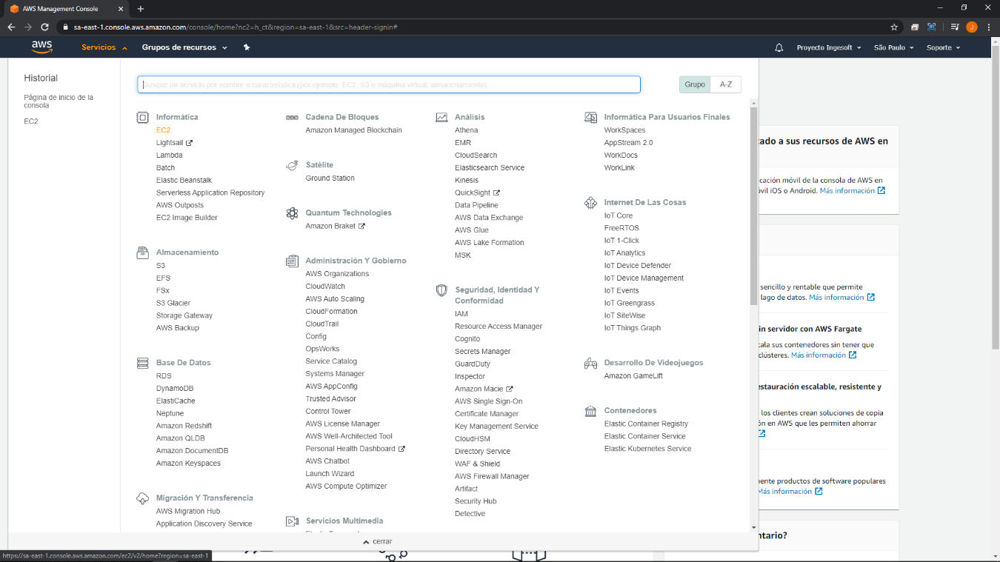 AWS Management Console
sa-east-1.console.aws.amazon.com/console/home?nc2=h_ct&region=sa-east-1&src=header-signin#
J
aws
Servicios
Grupos de recursos
Proyecto Ingesoft
São Paulo
Soporte
Historial
Página de inicio de la
consola
EC2
Busque un servicio por nombre o característica (por ejemplo, EC2, S3 o máquina virtual, almacenamiento).
Grupo
A-Z
Informática
EC2
Lightsail
Lambda
Batch
Elastic Beanstalk
Serverless Application Repository
AWS Outposts
EC2 Image Builder
Almacenamiento
S3
EFS
FSx
S3 Glacier
Storage Gateway
AWS Backup
Base De Datos
RDS
DynamoDB
ElastiCache
Neptune
Amazon Redshift
Amazon QLDB
Amazon DocumentDB
Amazon Keyspaces
Migración Y Transferencia
AWS Migration Hub
Application Discovery Service
Cadena De Bloques
Amazon Managed Blockchain
Satélite
Ground Station
Quantum Technologies
Amazon Braket
Administración Y Gobierno
AWS Organizations
CloudWatch
AWS Auto Scaling
CloudFormation
CloudTrail
Config
OpsWorks
Service Catalog
Systems Manager
AWS AppConfig
Trusted Advisor
Control Tower
AWS License Manager
AWS Well-Architected Tool
Personal Health Dashboard
AWS Chatbot
Launch Wizard
AWS Compute Optimizer
Servicios Multimedia
Análisis
Athena
EMR
CloudSearch
Elasticsearch Service
Kinesis
QuickSight
Data Pipeline
AWS Data Exchange
AWS Glue
AWS Lake Formation
MSK
Seguridad, Identidad Y
Conformidad
IAM
Resource Access Manager
Cognito
Secrets Manager
GuardDuty
Inspector
Amazon Macie
AWS Single Sign-On
Certificate Manager
Key Management Service
CloudHSM
Directory Service
WAF & Shield
AWS Firewall Manager
Artifact
Security Hub
Detective
Informática Para Usuarios Finales
WorkSpaces
AppStream 2.0
WorkDocs
WorkLink
Internet De Las Cosas
IoT Core
FreeRTOS
IoT 1-Click
IoT Analytics
IoT Device Defender
IoT Device Management
IoT Events
IoT Greengrass
IoT SiteWise
IoT Things Graph
Desarrollo De Videojuegos
Amazon GameLift
Contenedores
Elastic Container Registry
Elastic Container Service
Elastic Kubernetes Service
cerrar
tado a sus recursos de AWS en
cación móvil de la consola de AWS en
óvil iOS o Android. Más información
sencillo y rentable que permite
lago de datos. Más información
in servidor con AWS Fargate
cala sus contenedores sin tener que
clústeres. Más información
estauración escalable, resistente y
los clientes crean soluciones de copia
ón en AWS que les permiten ahorrar
mente productos de software populares
Más información
ntario?
https://sa-east-1.console.aws.amazon.com/ec2/v2/home?region=sa-east-1